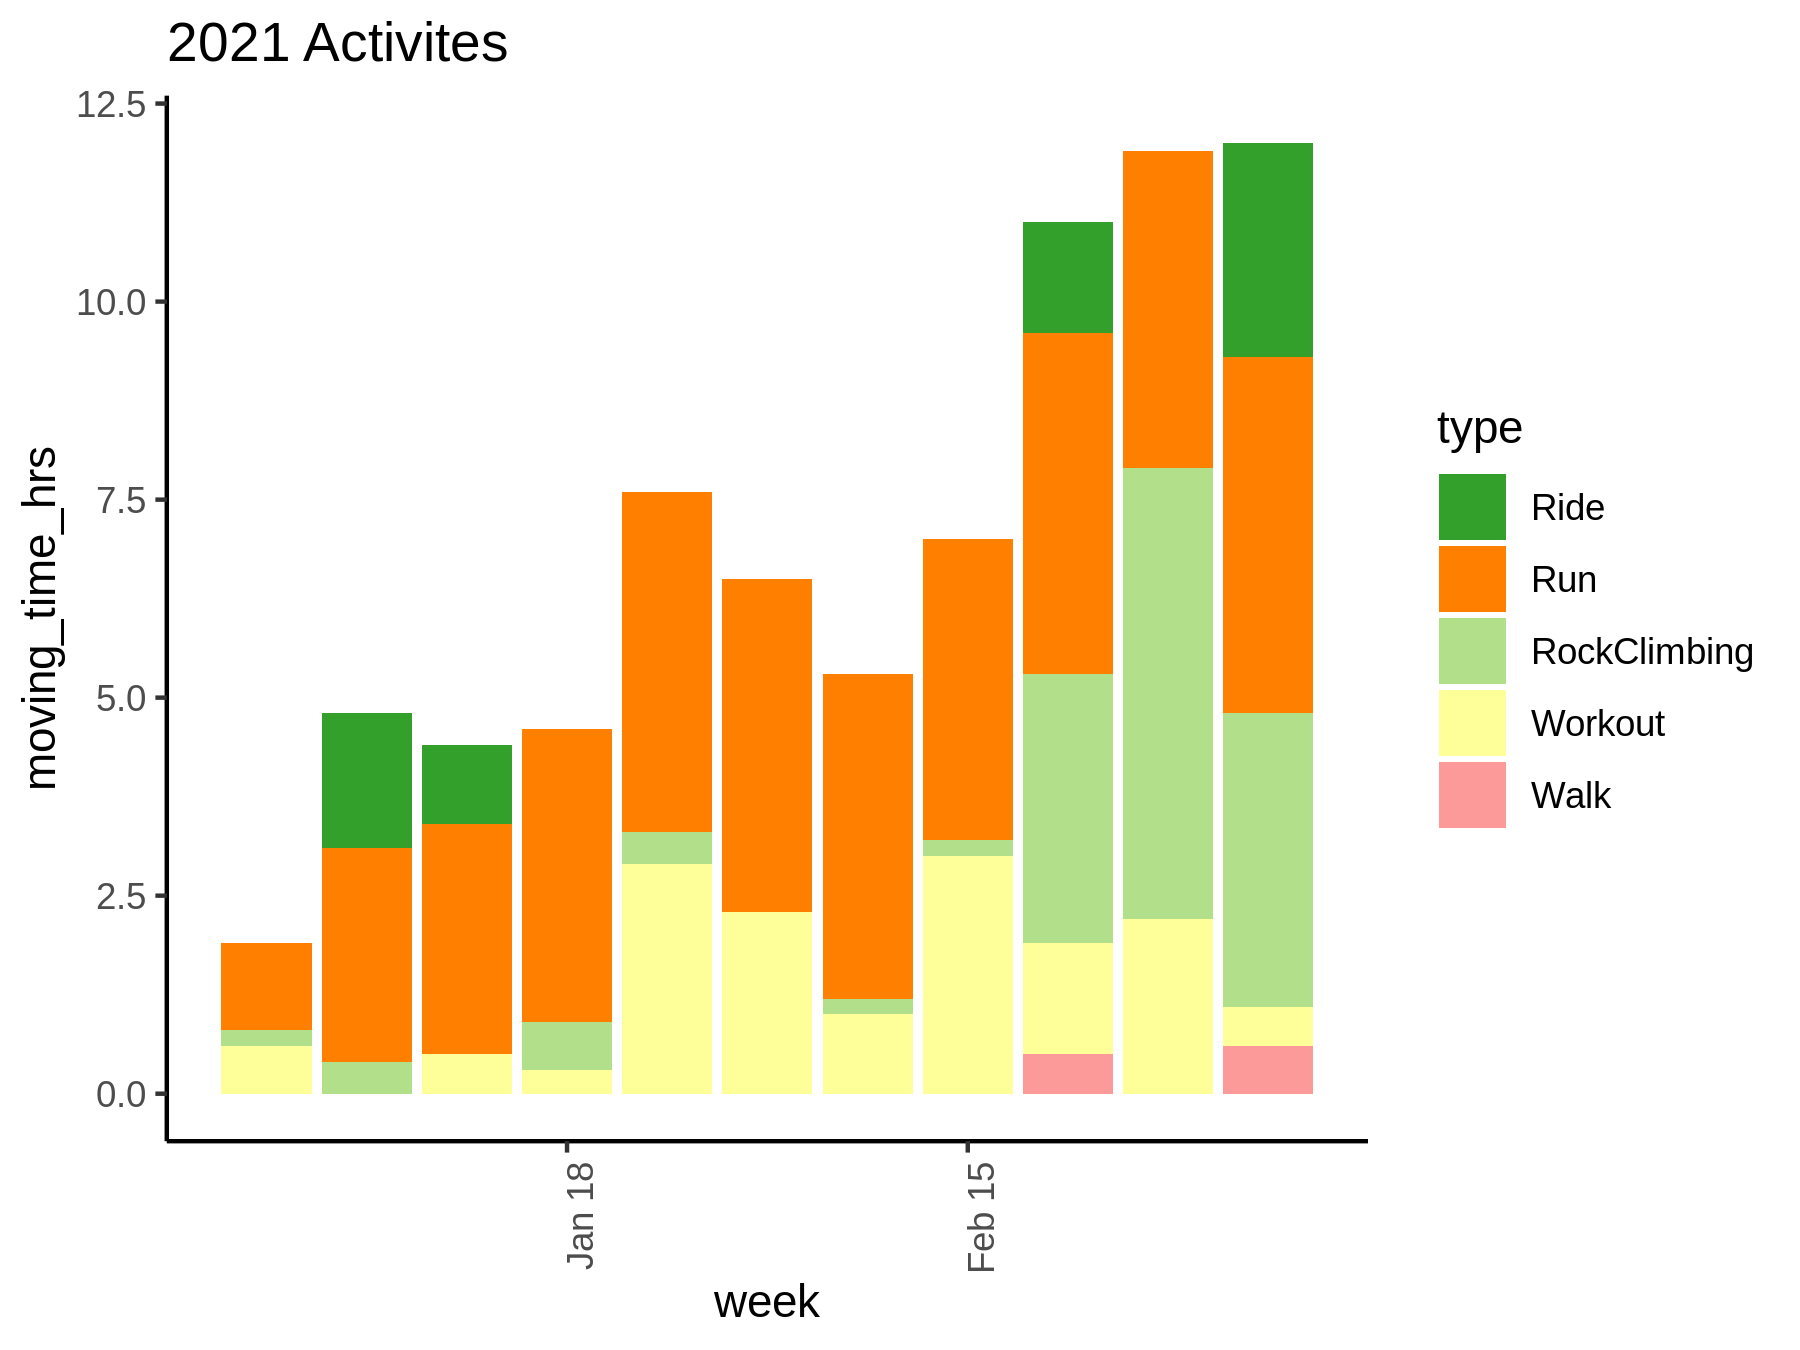 2021 Activites
12.5
10.0
7.5
5.0
2.5
0.0
moving_time_hrs
Jan 18
Feb 15
week
type
Ride
Run
RockClimbing
Workout
Walk